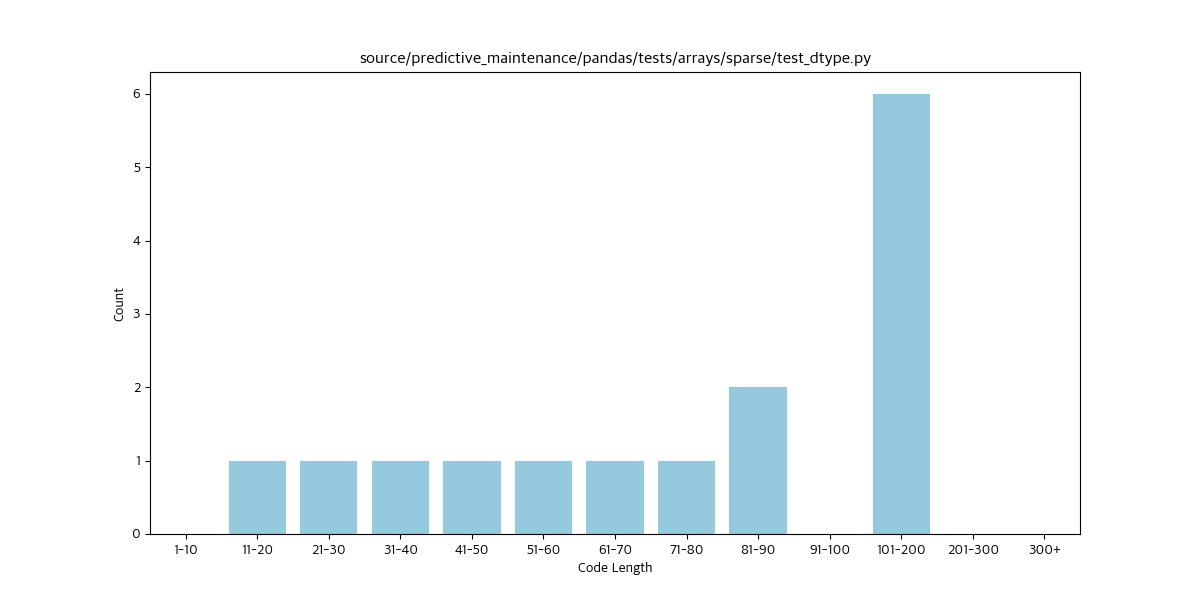 source/predictive_maintenance/pandas/tests/arrays/sparse/test_dtype.py
6
5
4
3
2
1
0
Count
1-10 11-20 21-30 31-40 41-50 51-60 61-70 71-80 81-90 91-100 101-200 201-300 300+
Code Length